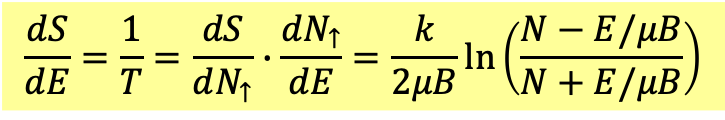 dS/dE = 1/T = dS/dN↑ · dN↑/dE = k/2μB ln((N − E/μB)/(N + E/μB))